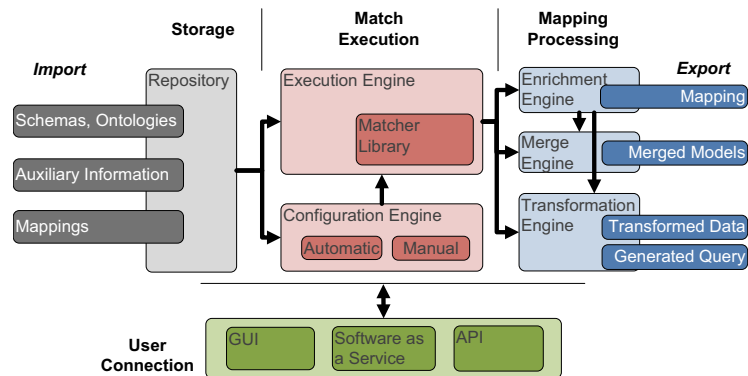 Storage
Match
Execution
Mapping
Processing
Import
Export
Repository
Schemas, Ontologies
Auxiliary Information
Mappings
Execution Engine
Matcher
Library
Configuration Engine
Automatic
Manual
Enrichment
Engine
Mapping
Merge
Engine
Merged Models
Transformation
Engine
Transformed Data
Generated Query
User
Connection
GUI
Software as
a Service
API